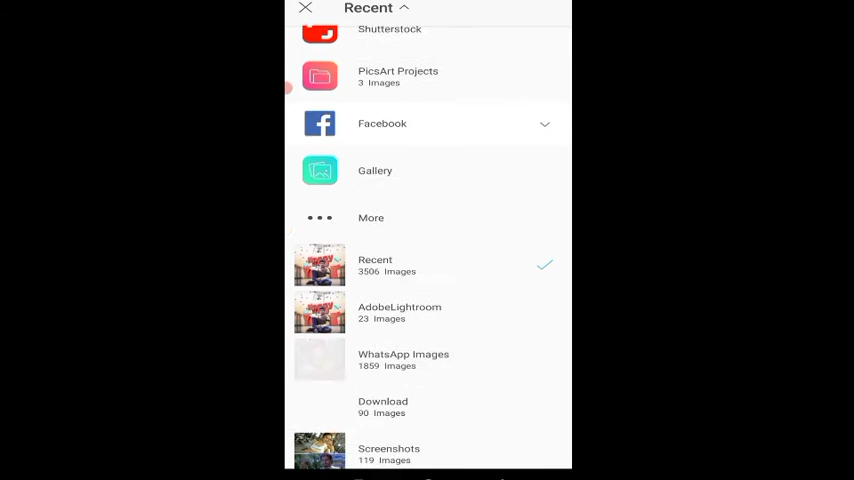 Recent
Shutterstock
PicsArt Projects
3 Images
Facebook
Gallery
More
Recent
3506 Images
AdobeLightroom
23 Images
WhatsApp Images
1859 Images
Download
90 Images
Screenshots
119 Images